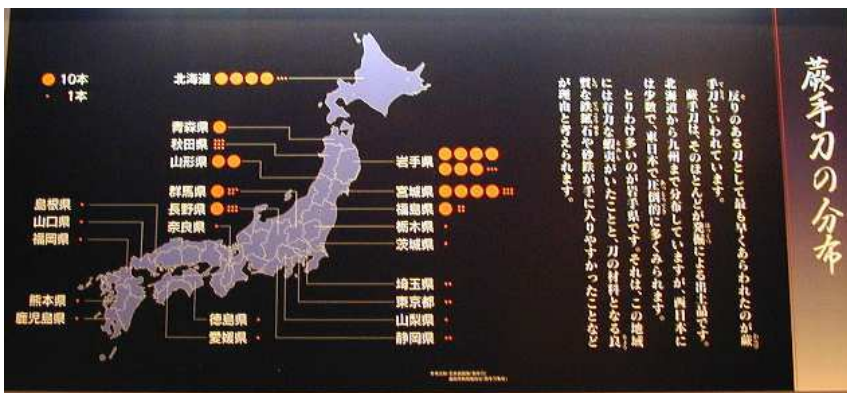 蕨手刀の分布
反りのある刀として最も早くあらわれたのが蕨
手刀といわれています。
蕨手刀は、そのほとんどが発掘による出土品です。
北海道から九州まで分布していますが、西日本に
は少数で、東日本で圧倒的に多くみられます。
とりわけ多いのが岩手県です。それは、この地域
には有力な蝦夷がいたことと、刀の材料となる良
質な鉄鉱石や砂鉄が手に入りやすかったことなど
が理由と考えられます。
10本
1本
北海道
青森県
秋田県
山形県
岩手県
群馬県
宮城県
長野県
福島県
奈良県
栃木県
茨城県
島根県
山口県
福岡県
埼玉県
東京都
山梨県
静岡県
熊本県
鹿児島県
徳島県
愛媛県